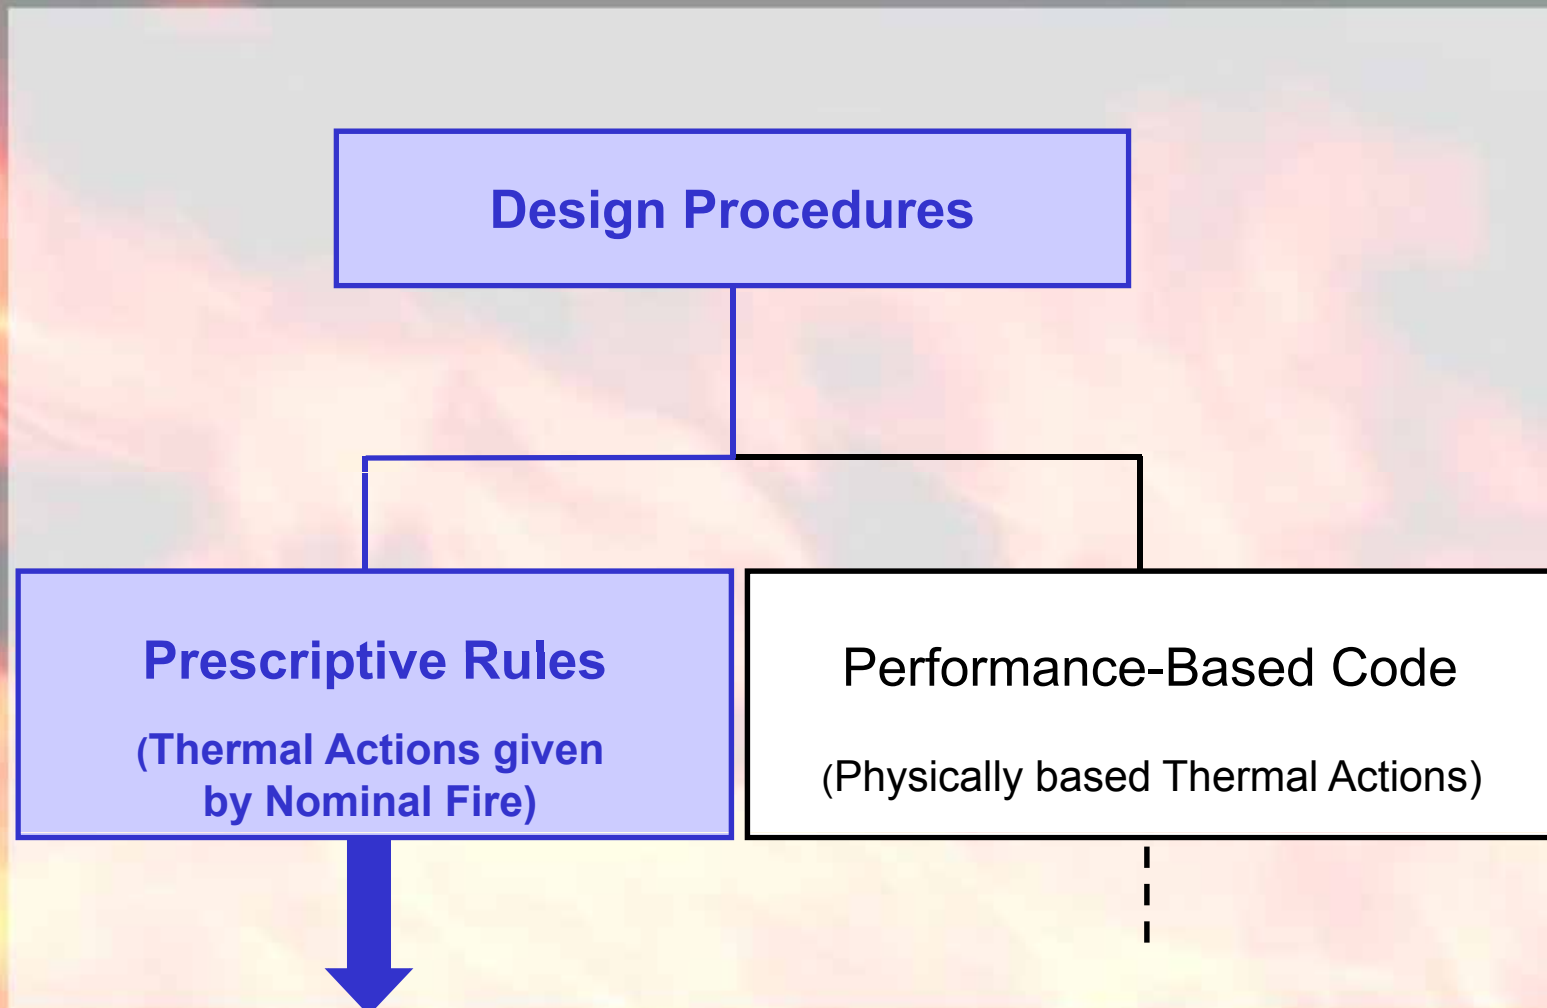 Design Procedures
Prescriptive Rules
(Thermal Actions given
by Nominal Fire)
Performance-Based Code
(Physically based Thermal Actions)